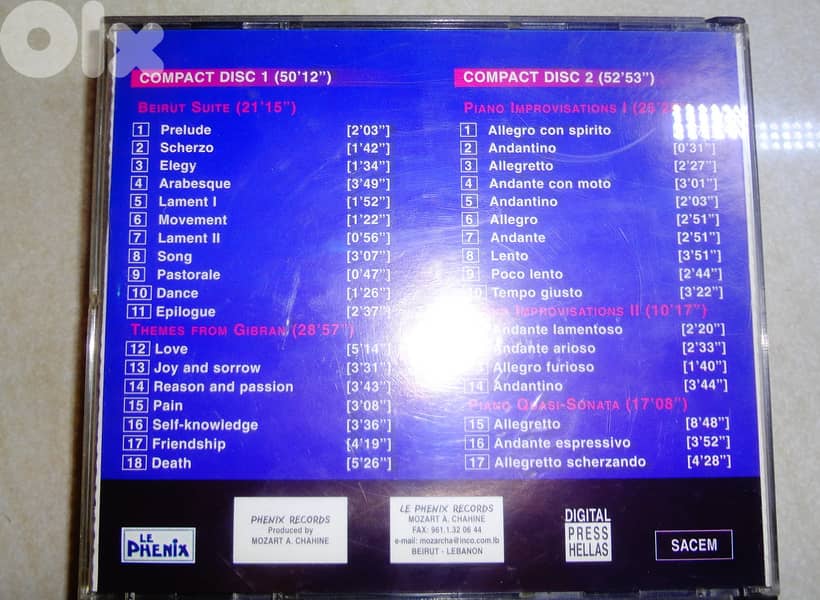 olx
COMPACT DISC 1 (50'12")
BEIRUT SUITE (21'15")
1 Prelude [2'03"]
2 Scherzo [1'42"]
3 Elegy [1'34"]
4 Arabesque [3'49"]
5 Lament I [1'52"]
6 Movement [1'22"]
7 Lament II [0'56"]
8 Song [3'07"]
9 Pastorale [0'47"]
10 Dance [1'26"]
11 Epilogue [2'37"]
THEMES FROM GIBRAN (28'57")
12 Love [5'14"]
13 Joy and sorrow [3'31"]
14 Reason and passion [3'43"]
15 Pain [3'08"]
16 Self-knowledge [3'36"]
17 Friendship [4'19"]
18 Death [5'26"]
COMPACT DISC 2 (52'53")
PIANO IMPROVISATIONS I
1 Allegro con spirito
2 Andantino [0'31"]
3 Allegretto [2'27"]
4 Andante con moto [3'01"]
5 Andantino [2'03"]
6 Allegro [2'51"]
7 Andante [2'51"]
8 Lento [3'51"]
9 Poco lento [2'44"]
10 Tempo giusto [3'22"]
IMPROVISATIONS II (10'17")
Andante lamentoso [2'20"]
Andante arioso [2'33"]
Allegro furioso [1'40"]
14 Andantino [3'44"]
PIANO QUASI-SONATA (17'08")
15 Allegretto [8'48"]
16 Andante espressivo [3'52"]
17 Allegretto scherzando [4'28"]
LE
PHENIX
PHENIX RECORDS
Produced by
MOZART A. CHAHINE
LE PHENIX RECORDS
MOZART A. CHAHINE
FAX: 961.1.32 06 44
e-mail: mozarcha@inco.com.lb
BEIRUT - LEBANON
DIGITAL
PRESS
HELLAS
SACEM